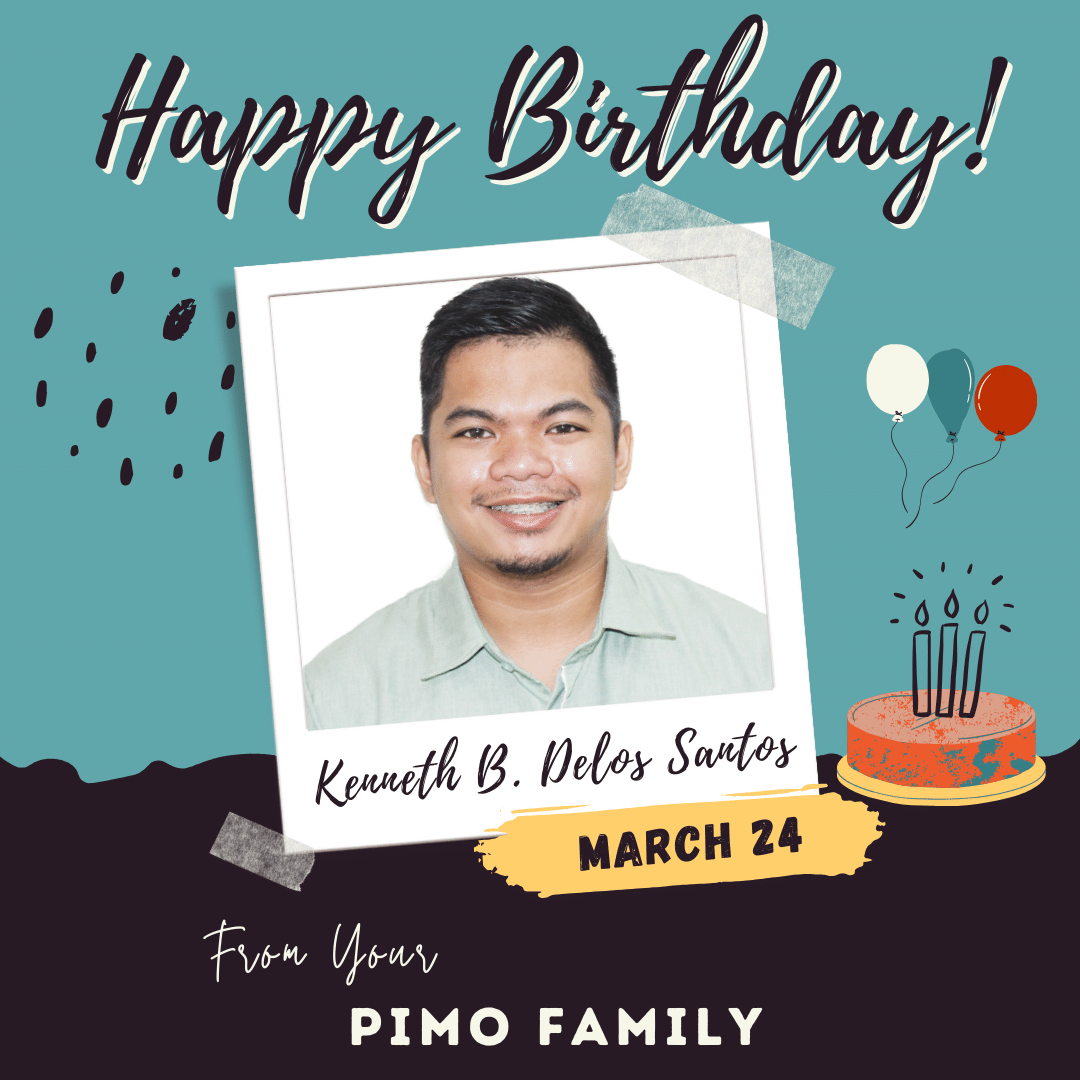 Happy Birthday!
Kenneth B. Delos Santos
MARCH 24
From Your
PIMO FAMILY